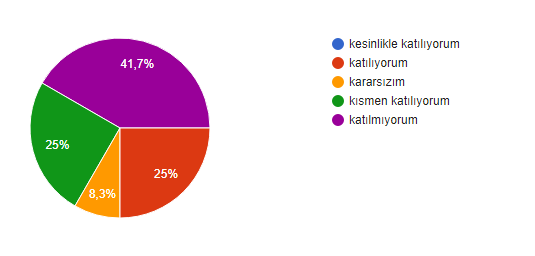 41,7%
25%
8,3%
25%
kesinlikle katılıyorum
katılıyorum
kararsızım
kısmen katılıyorum
katılmıyorum